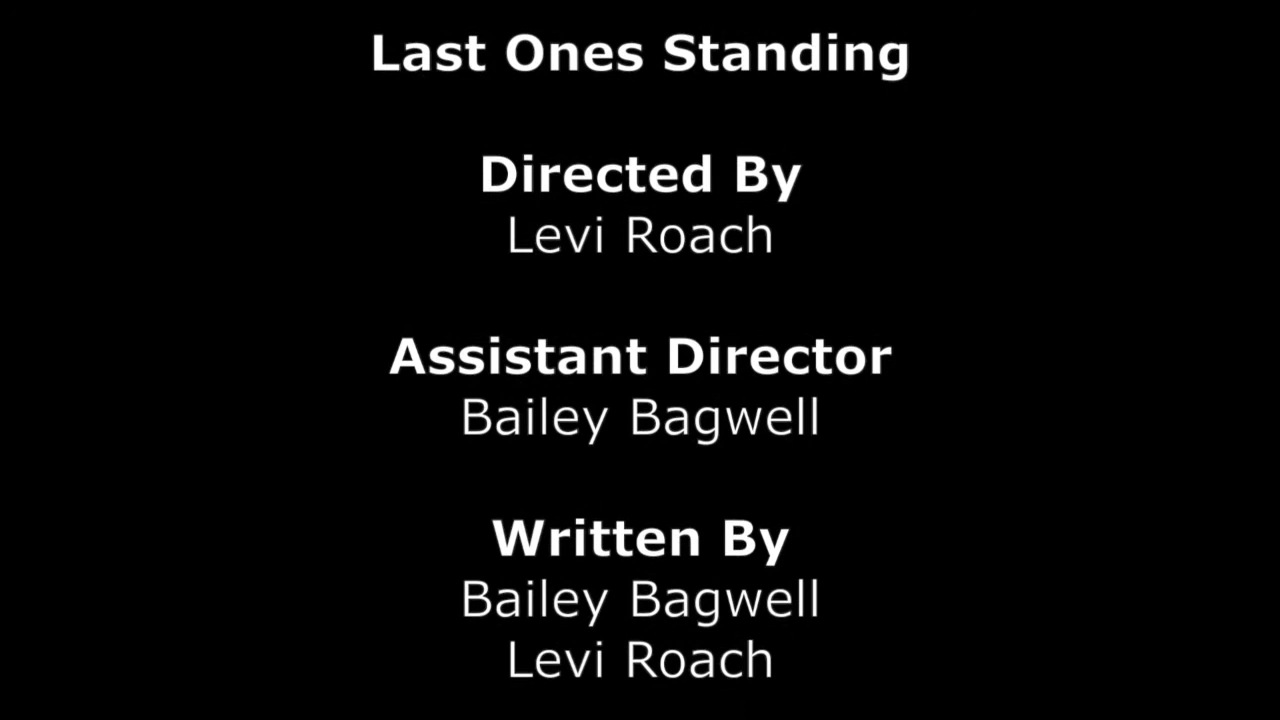 Last Ones Standing
Directed By
Levi Roach
Assistant Director
Bailey Bagwell
Written By
Bailey Bagwell
Levi Roach